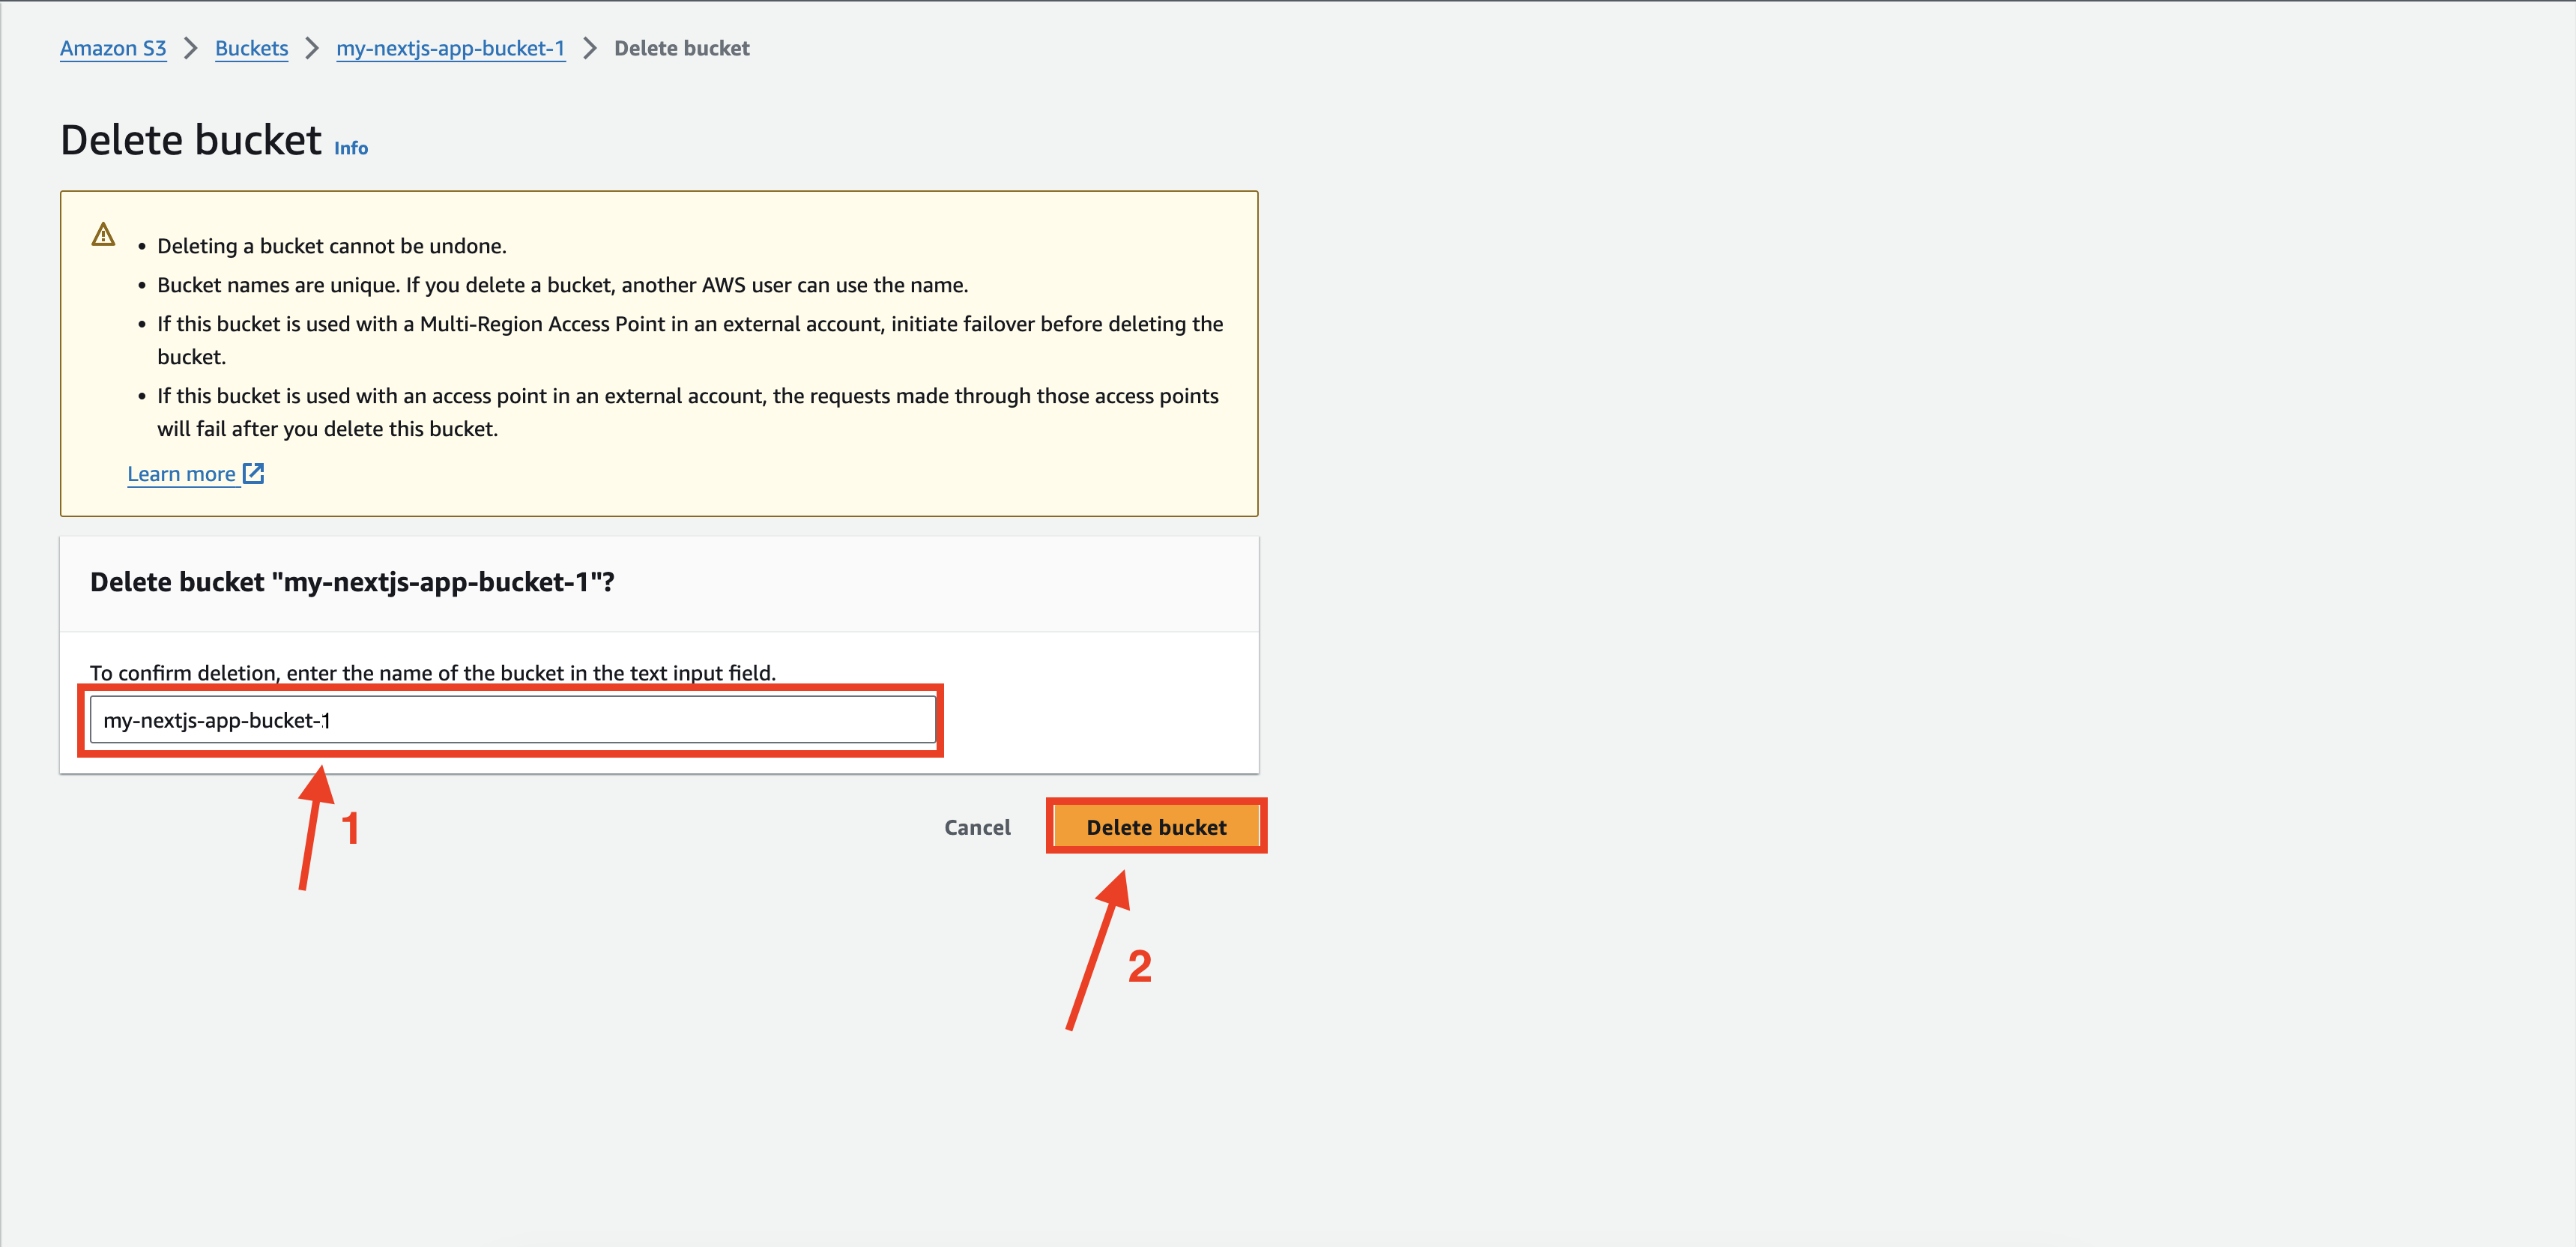 Amazon S3 > Buckets > my-nextjs-app-bucket-1 > Delete bucket
Delete bucket Info
• Deleting a bucket cannot be undone.
• Bucket names are unique. If you delete a bucket, another AWS user can use the name.
• If this bucket is used with a Multi-Region Access Point in an external account, initiate failover before deleting the
bucket.
• If this bucket is used with an access point in an external account, the requests made through those access points
will fail after you delete this bucket.
Learn more
Delete bucket "my-nextjs-app-bucket-1"?
To confirm deletion, enter the name of the bucket in the text input field.
my-nextjs-app-bucket-1
1
Cancel Delete bucket
2